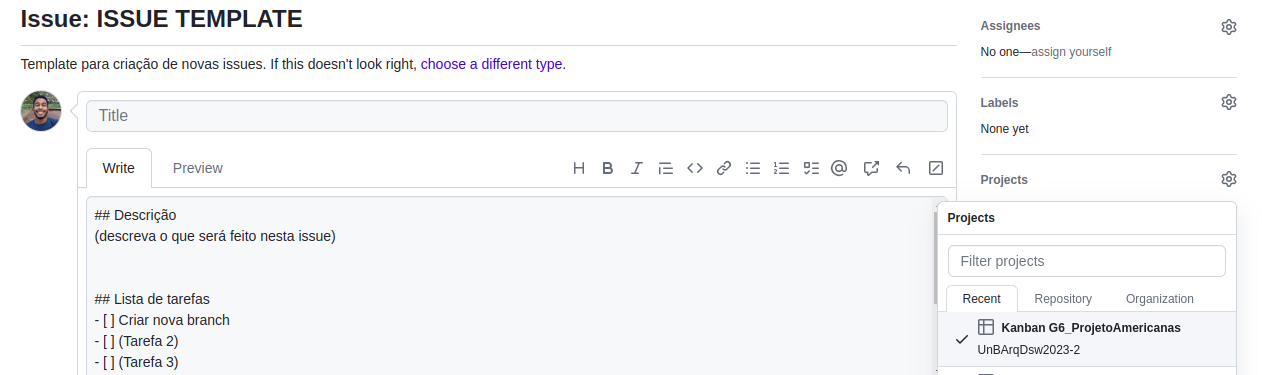 Issue: ISSUE TEMPLATE
Template para criação de novas issues. If this doesn't look right, choose a different type.
Title
Write
Preview
## Descrição
(descreva o que será feito nesta issue)
## Lista de tarefas
- [ ] Criar nova branch
- [ ] (Tarefa 2)
- [ ] (Tarefa 3)
Assignees
No one—assign yourself
Labels
None yet
Projects
Projects
Filter projects
Recent
Repository
Organization
Kanban G6_ProjetoAmericanas
UnBArqDsw2023-2